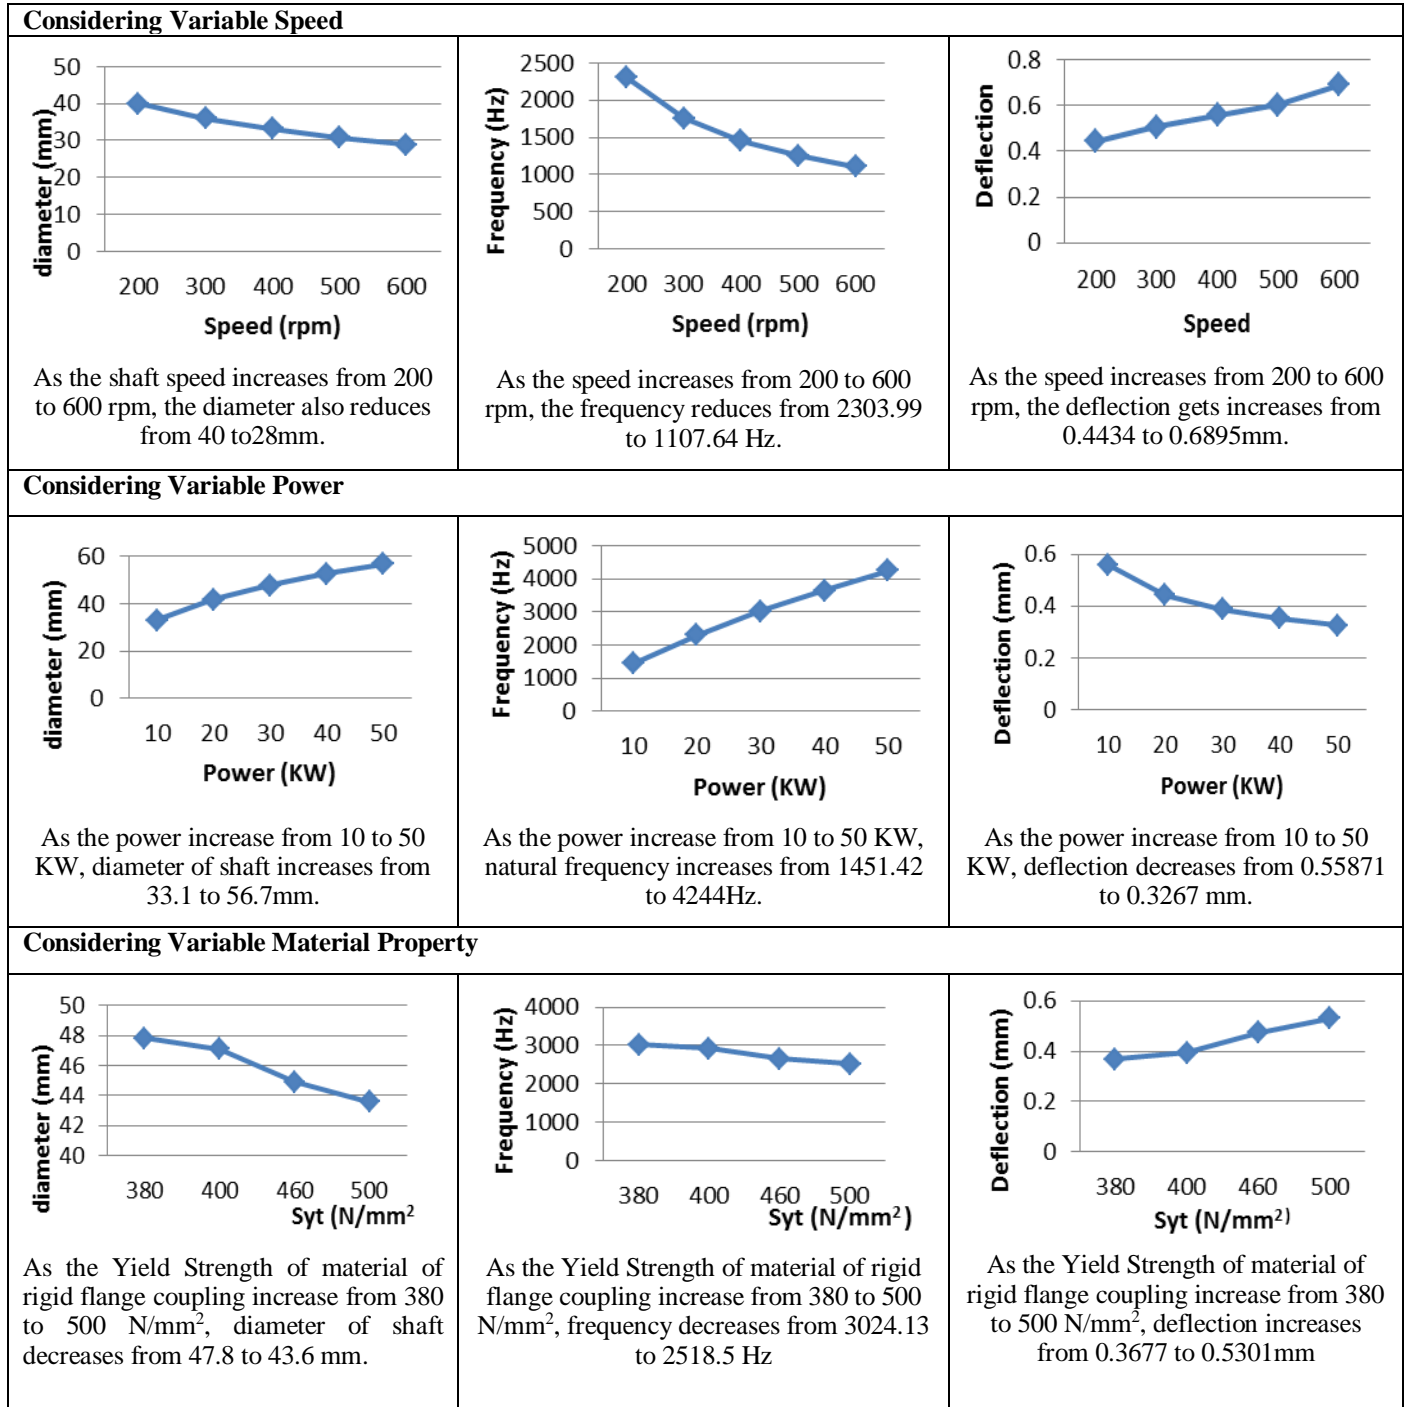 Considering Variable Speed
50
40
30
20
10
0
diameter (mm)
200 300 400 500 600
Speed (rpm)
As the shaft speed increases from 200
to 600 rpm, the diameter also reduces
from 40 to28mm.
2500
2000
1500
1000
500
0
Frequency (Hz)
200 300 400 500 600
Speed (rpm)
As the speed increases from 200 to 600
rpm, the frequency reduces from 2303.99
to 1107.64 Hz.
0.8
0.6
0.4
0.2
0
Deflection
200 300 400 500 600
Speed
As the speed increases from 200 to 600
rpm, the deflection gets increases from
0.4434 to 0.6895mm.
Considering Variable Power
60
40
20
0
diameter (mm)
10 20 30 40 50
Power (KW)
As the power increase from 10 to 50
KW, diameter of shaft increases from
33.1 to 56.7mm.
5000
4000
3000
2000
1000
0
Frequency (Hz)
10 20 30 40 50
Power (KW)
As the power increase from 10 to 50 KW,
natural frequency increases from 1451.42
to 4244Hz.
0.6
0.4
0.2
0
Deflection (mm)
10 20 30 40 50
Power (KW)
As the power increase from 10 to 50
KW, deflection decreases from 0.55871
to 0.3267 mm.
Considering Variable Material Property
50
48
46
44
42
40
diameter (mm)
380 400 460 500
Syt (N/mm²
As the Yield Strength of material of
rigid flange coupling increase from 380
to 500 N/mm², diameter of shaft
decreases from 47.8 to 43.6 mm.
4000
3000
2000
1000
0
Frequency (Hz)
380 400 460 500
Syt (N/mm²)
As the Yield Strength of material of rigid
flange coupling increase from 380 to 500
N/mm², frequency decreases from 3024.13
to 2518.5 Hz
0.6
0.4
0.2
0
Deflection (mm)
380 400 460 500
Syt (N/mm²⁾
As the Yield Strength of material of
rigid flange coupling increase from 380
to 500 N/mm², deflection increases
from 0.3677 to 0.5301mm